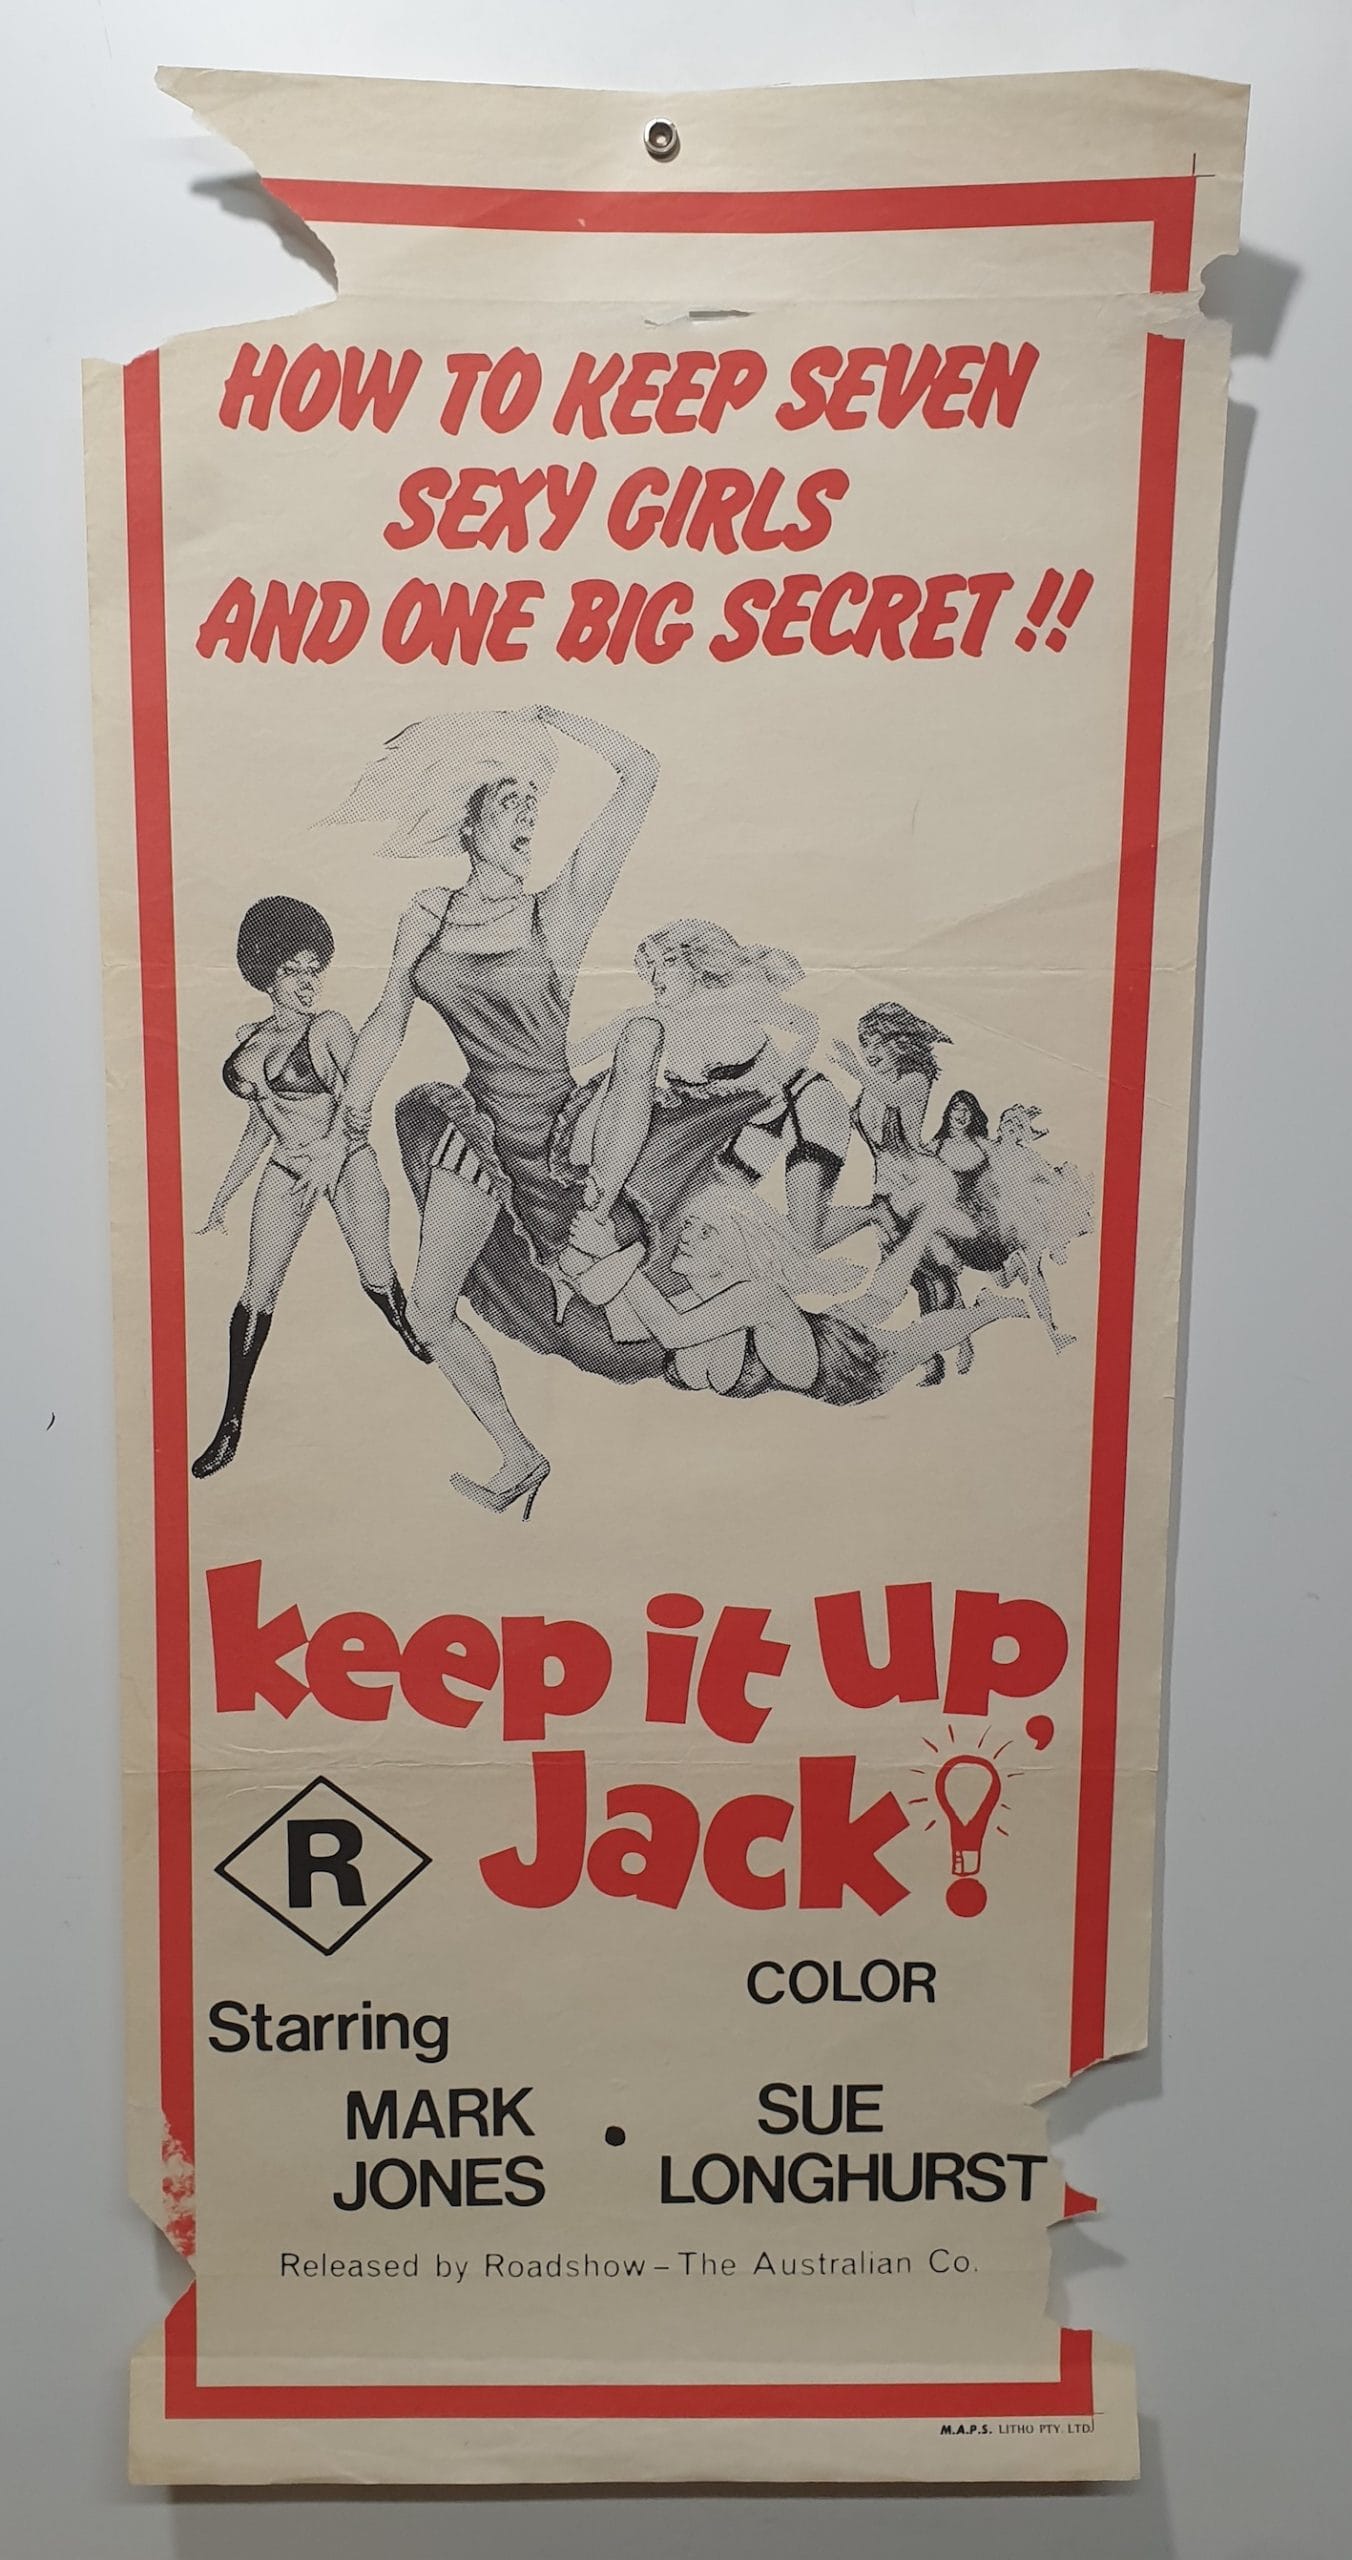 HOW TO KEEP SEVEN
SEXY GIRLS
AND ONE BIG SECRET!!
keep it up,
Jack!
R
COLOR
Starring
MARK JONES • SUE LONGHURST
Released by Roadshow – The Australian Co.
M.A.P.S. LITHO PTY. LTD.